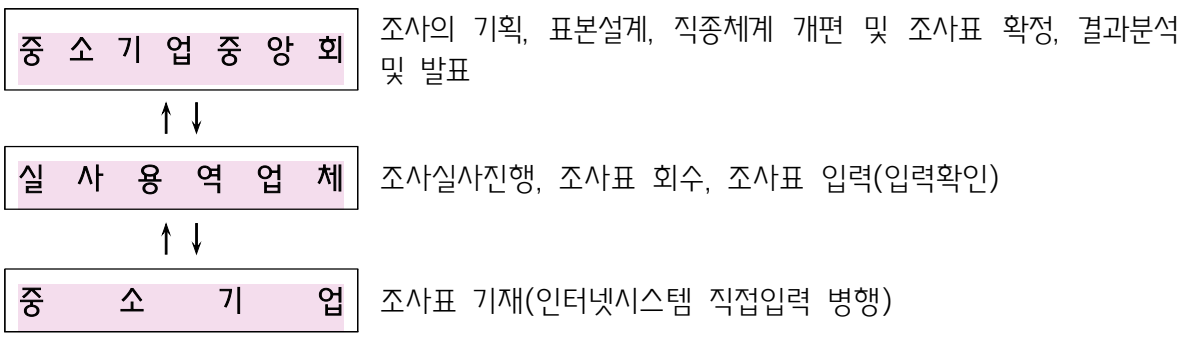 중소기업중앙회
조사의 기획, 표본설계, 직종체계 개편 및 조사표 확정, 결과분석
및 발표
↑↓
실사용역업체
조사실사진행, 조사표 회수, 조사표 입력(입력확인)
↑↓
중소기업
조사표 기재(인터넷시스템 직접입력 병행)